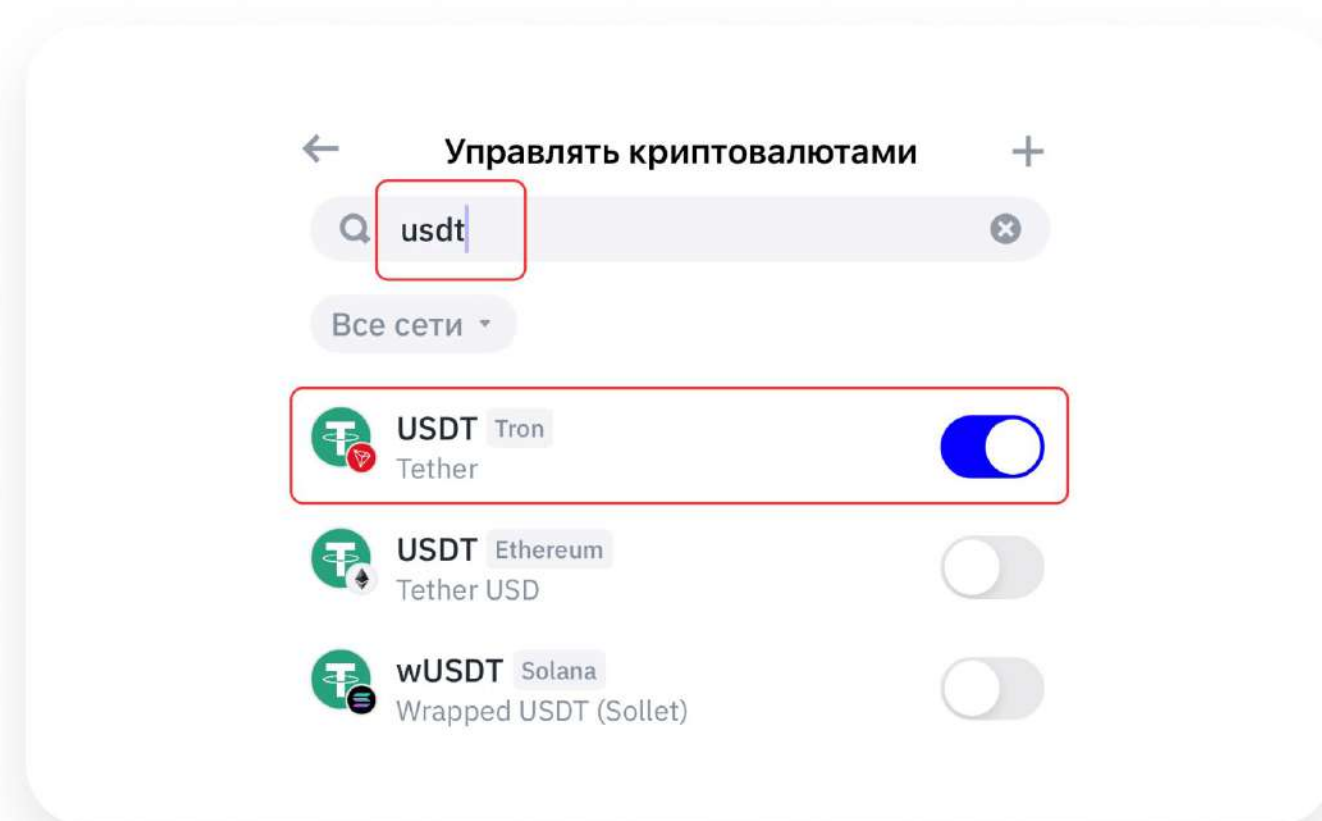 Управлять криптовалютами
usdt
Все сети
USDT Tron
Tether
USDT Ethereum
Tether USD
wUSDT Solana
Wrapped USDT (Sollet)